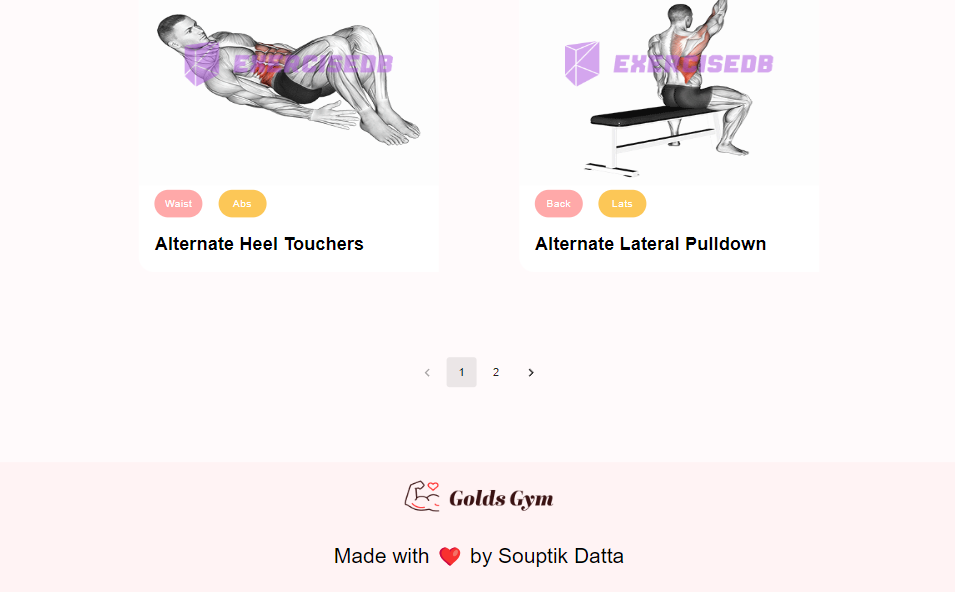 EXERCISEDB
EXERCISEDB
Waist
Abs
Back
Lats
Alternate Heel Touchers
Alternate Lateral Pulldown
1
2
Golds Gym
Made with ❤️ by Souptik Datta